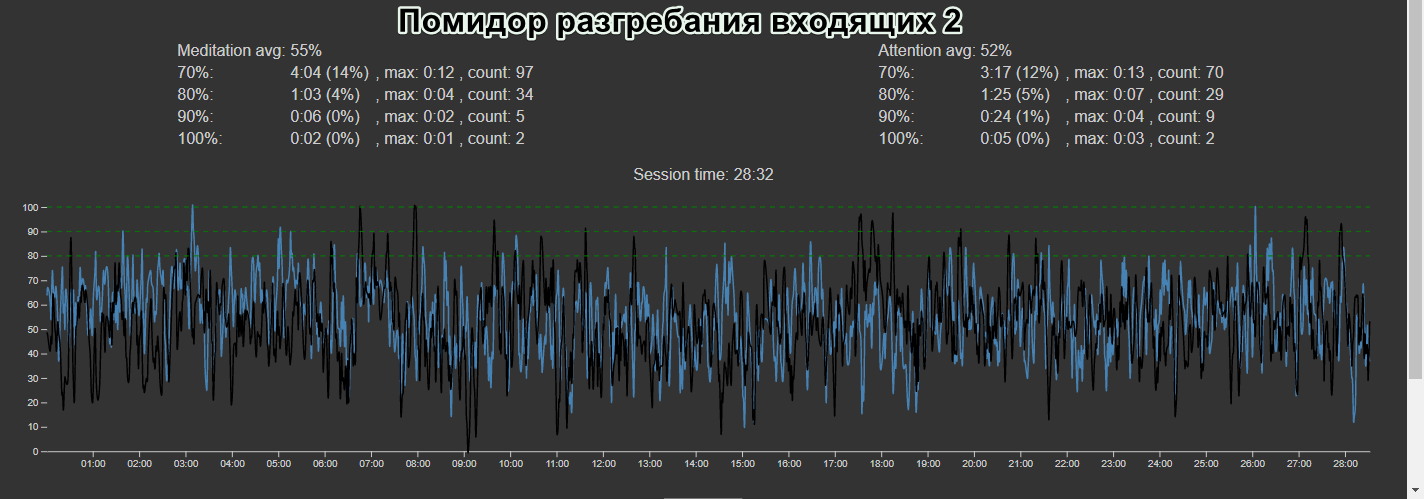 Помидор разгребания входящих 2
Meditation avg: 55%
70%: 4:04 (14%) , max: 0:12 , count: 97
80%: 1:03 (4%) , max: 0:04 , count: 34
90%: 0:06 (0%) , max: 0:02 , count: 5
100%: 0:02 (0%) , max: 0:01 , count: 2
Attention avg: 52%
70%: 3:17 (12%) , max: 0:13 , count: 70
80%: 1:25 (5%) , max: 0:07 , count: 29
90%: 0:24 (1%) , max: 0:04 , count: 9
100%: 0:05 (0%) , max: 0:03 , count: 2
Session time: 28:32
100
90
80
70
60
50
40
30
20
10
0
01:00 02:00 03:00 04:00 05:00 06:00 07:00 08:00 09:00 10:00 11:00 12:00 13:00 14:00 15:00 16:00 17:00 18:00 19:00 20:00 21:00 22:00 23:00 24:00 25:00 26:00 27:00 28:00